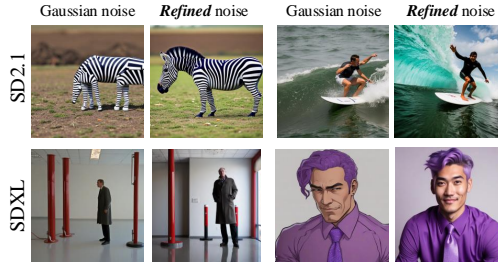 Gaussian noise Refined noise Gaussian noise Refined noise
SD2.1
SDXL